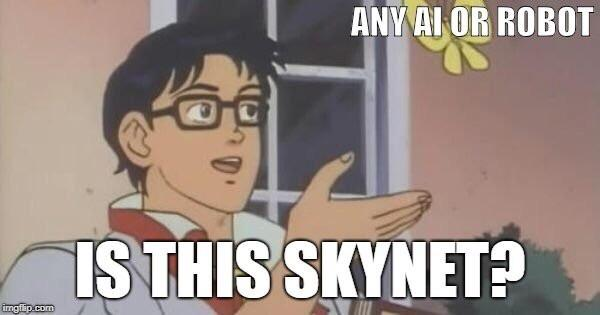 ANY AI OR ROBOT
IS THIS SKYNET?
imgflip.com